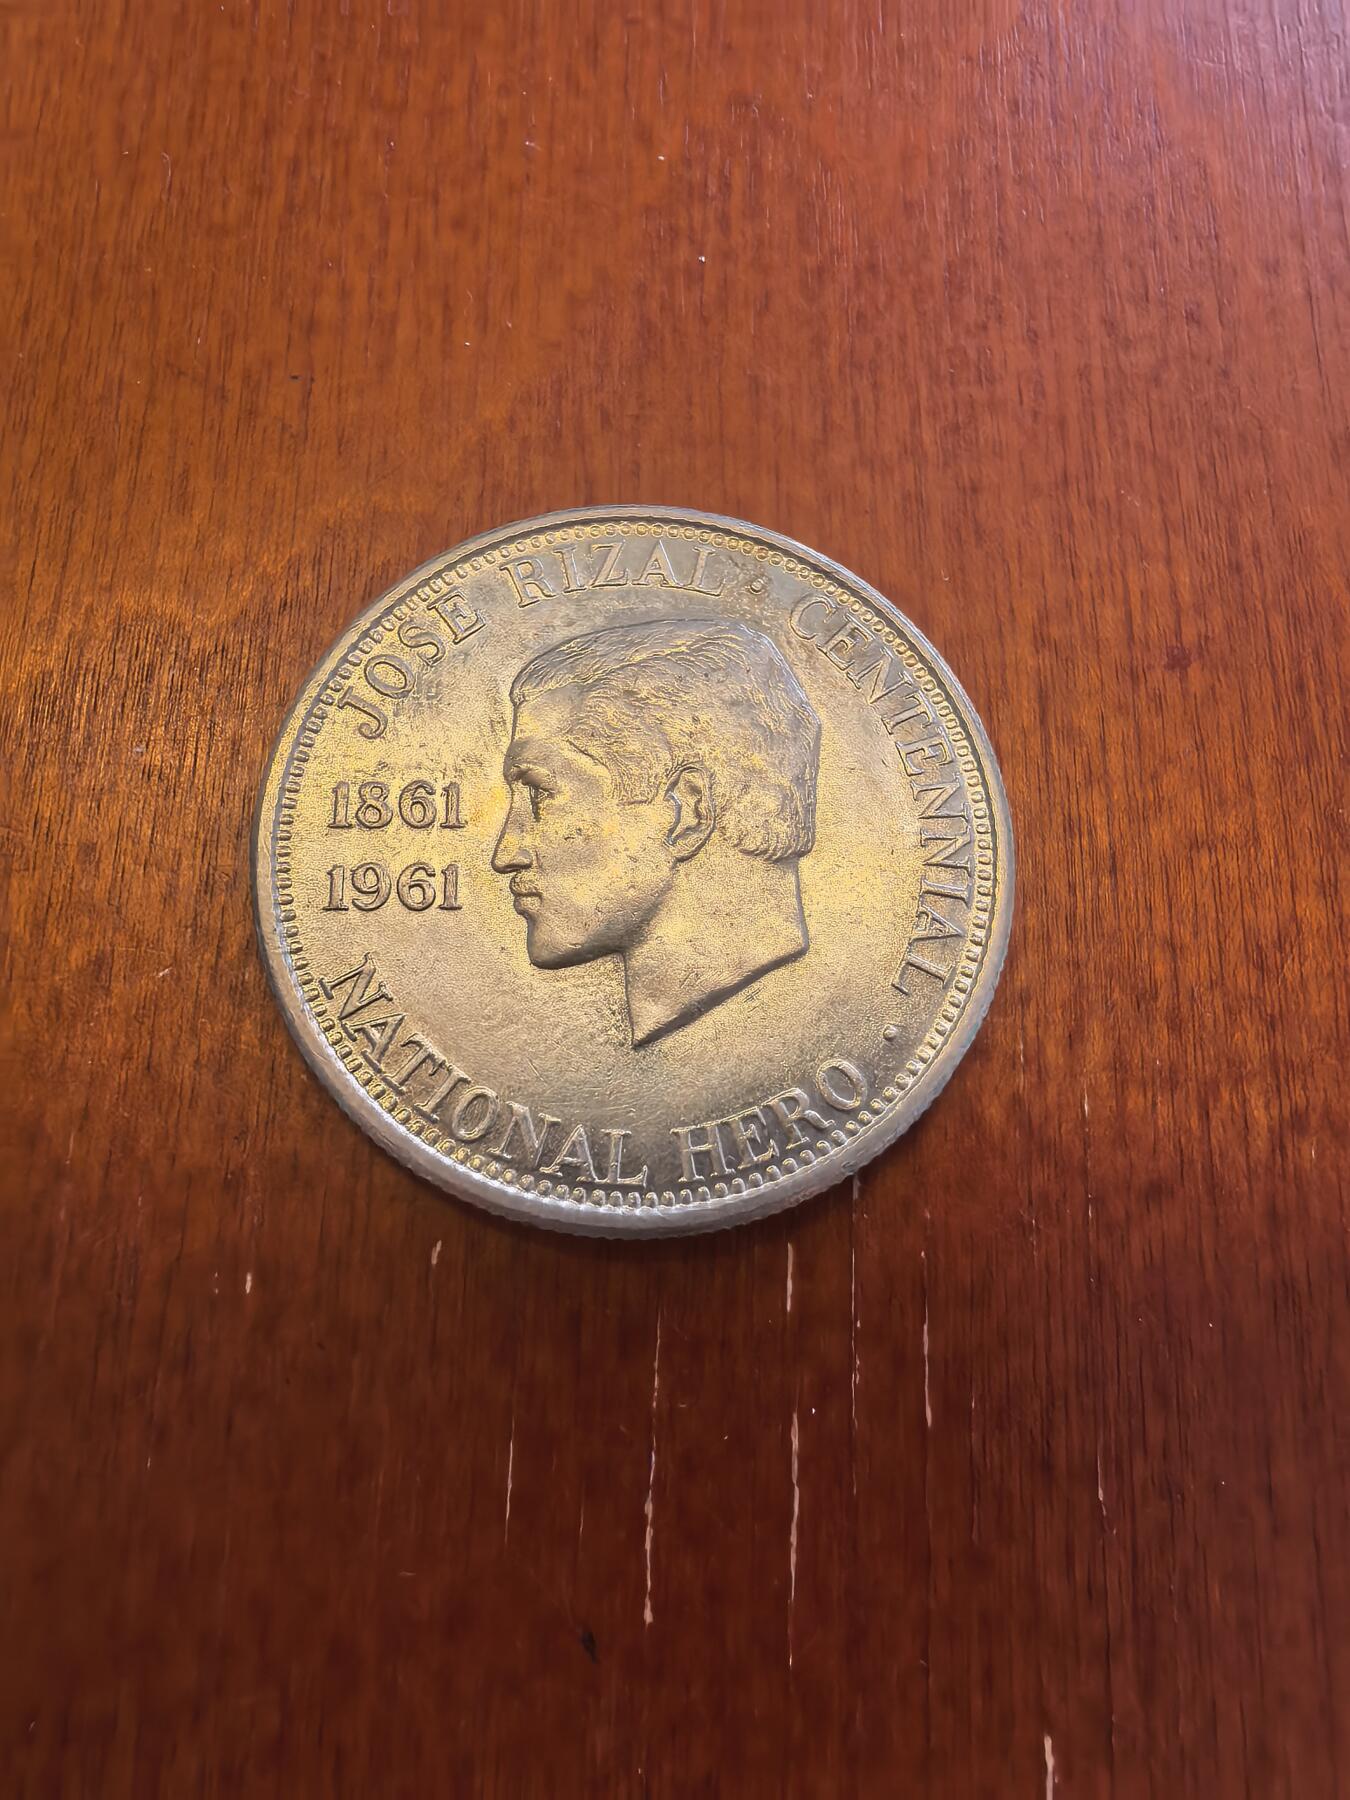 JOSE RIZAL · CENTENNIAL ·
1861
1961
NATIONAL HERO